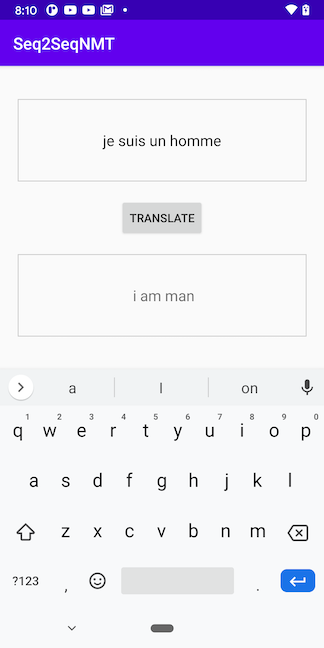 8:10
Seq2SeqNMT
je suis un homme
TRANSLATE
i am man
a I on
1 2 3 4 5 6 7 8 9 0
q w e r t y u i o p
a s d f g h j k l
z x c v b n m
?123 , .